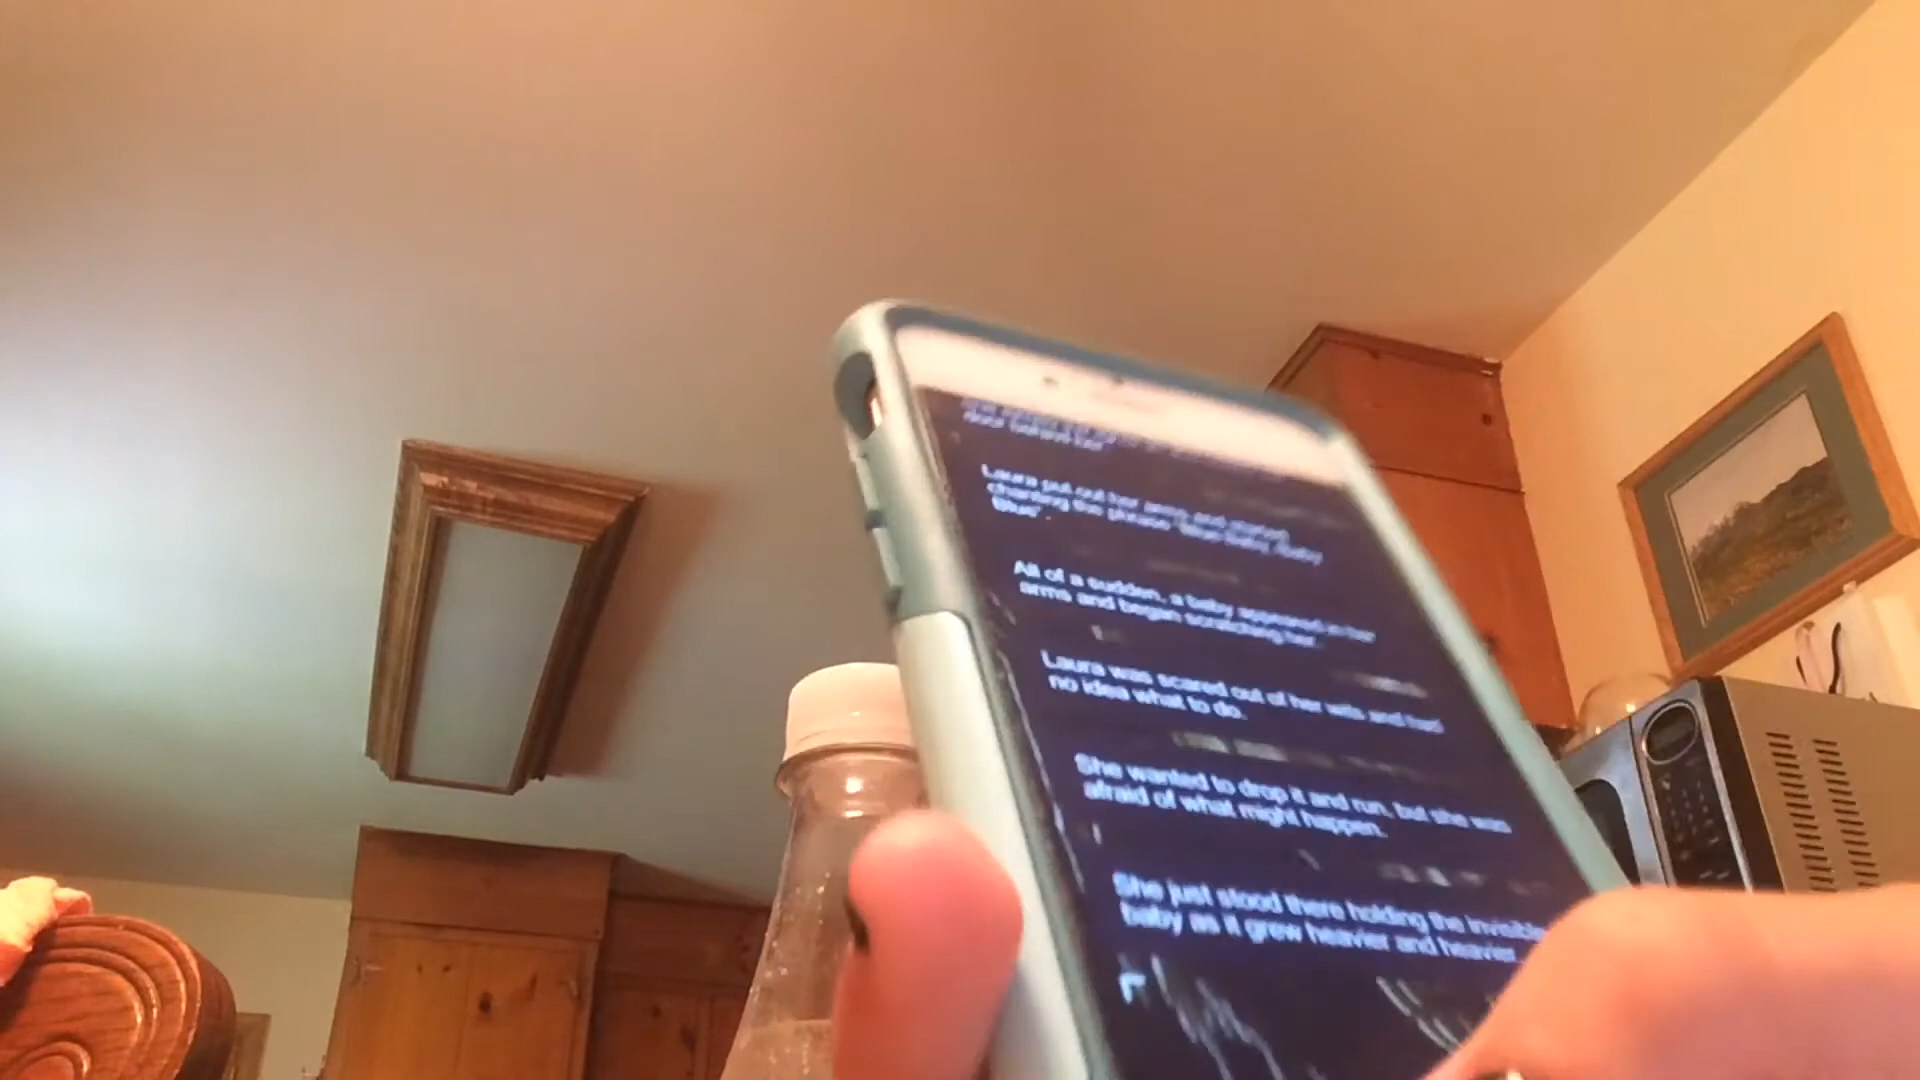 door behind her.
Laura put out her arms and started
chanting the phrase "Blue baby, baby
Blue".
All of a sudden, a baby appeared in her
arms and began scratching her.
Laura was scared out of her wits and had
no idea what to do.
She wanted to drop it and run, but she was
afraid of what might happen.
She just stood there holding the invisible
baby as it grew heavier and heavier.